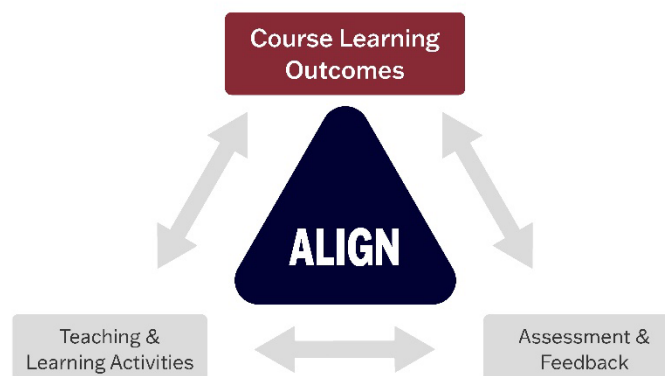 Course Learning
Outcomes
ALIGN
Teaching &
Learning Activities
Assessment &
Feedback